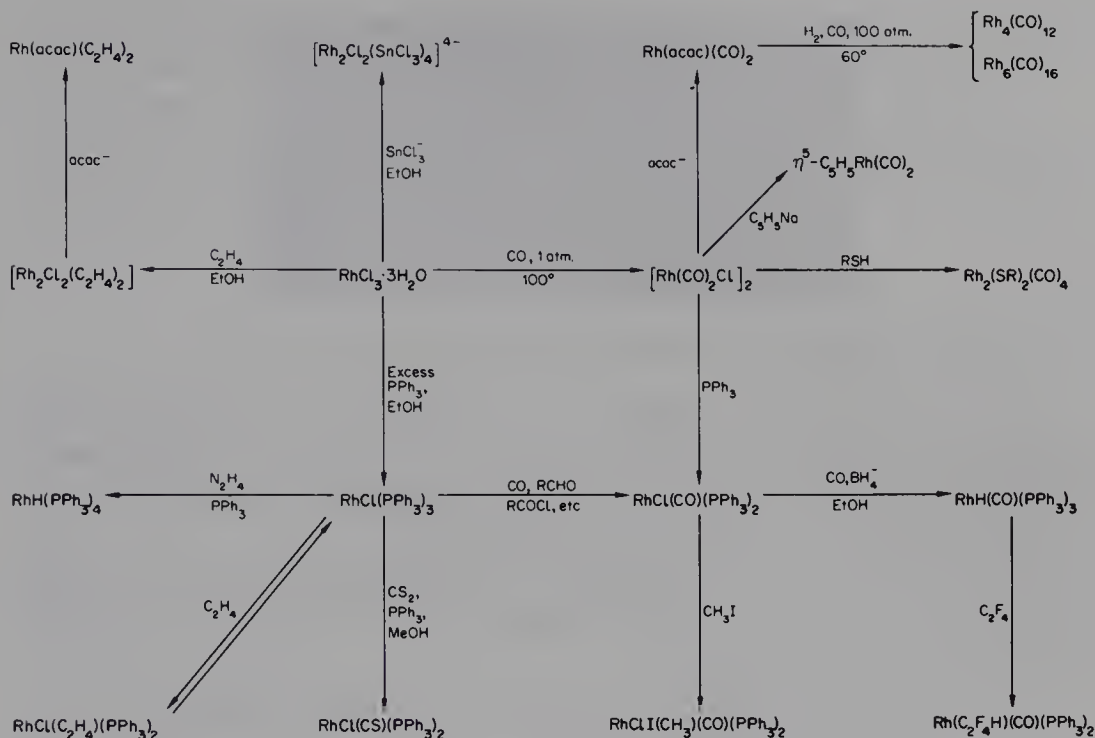 Rh(acac)(C₂H₄)₂
[Rh₂Cl₂(SnCl₃)₄]⁴⁻
Rh(acac)(CO)₂
H₂, CO, 100 atm.
60°
Rh₄(CO)₁₂
Rh₆(CO)₁₆
acac⁻
SnCl₃⁻
EtOH
acac⁻
η⁵-C₅H₅Rh(CO)₂
C₅H₅Na
[Rh₂Cl₂(C₂H₄)₂]
C₂H₄
EtOH
RhCl₃·3H₂O
CO, 1 atm.
100°
[Rh(CO)₂Cl]₂
RSH
Rh₂(SR)₂(CO)₄
Excess
PPh₃,
EtOH
PPh₃
RhH(PPh₃)₄
N₂H₄
PPh₃
RhCl(PPh₃)₃
CO, RCHO
RCOCl, etc
RhCl(CO)(PPh₃)₂
CO,BH₄⁻
EtOH
RhH(CO)(PPh₃)₃
C₂H₄
CS₂,
PPh₃,
MeOH
CH₃I
C₂F₄
RhCl(C₂H₄)(PPh₃)₂
RhCl(CS)(PPh₃)₂
RhClI(CH₃)(CO)(PPh₃)₂
Rh(C₂F₄H)(CO)(PPh₃)₂